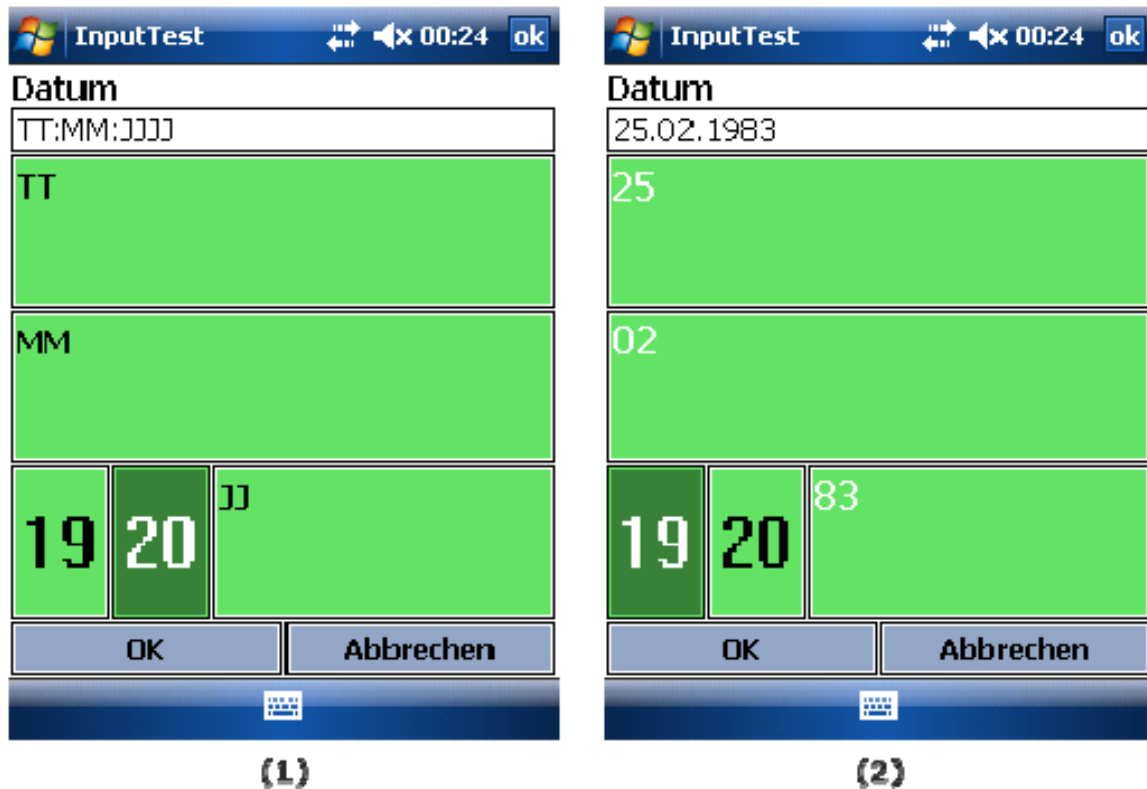 InputTest 00:24 ok
Datum
TT:MM:JJJJ
TT
MM
19 20 JJ
OK Abbrechen
(1)
InputTest 00:24 ok
Datum
25.02.1983
25
02
19 20 83
OK Abbrechen
(2)